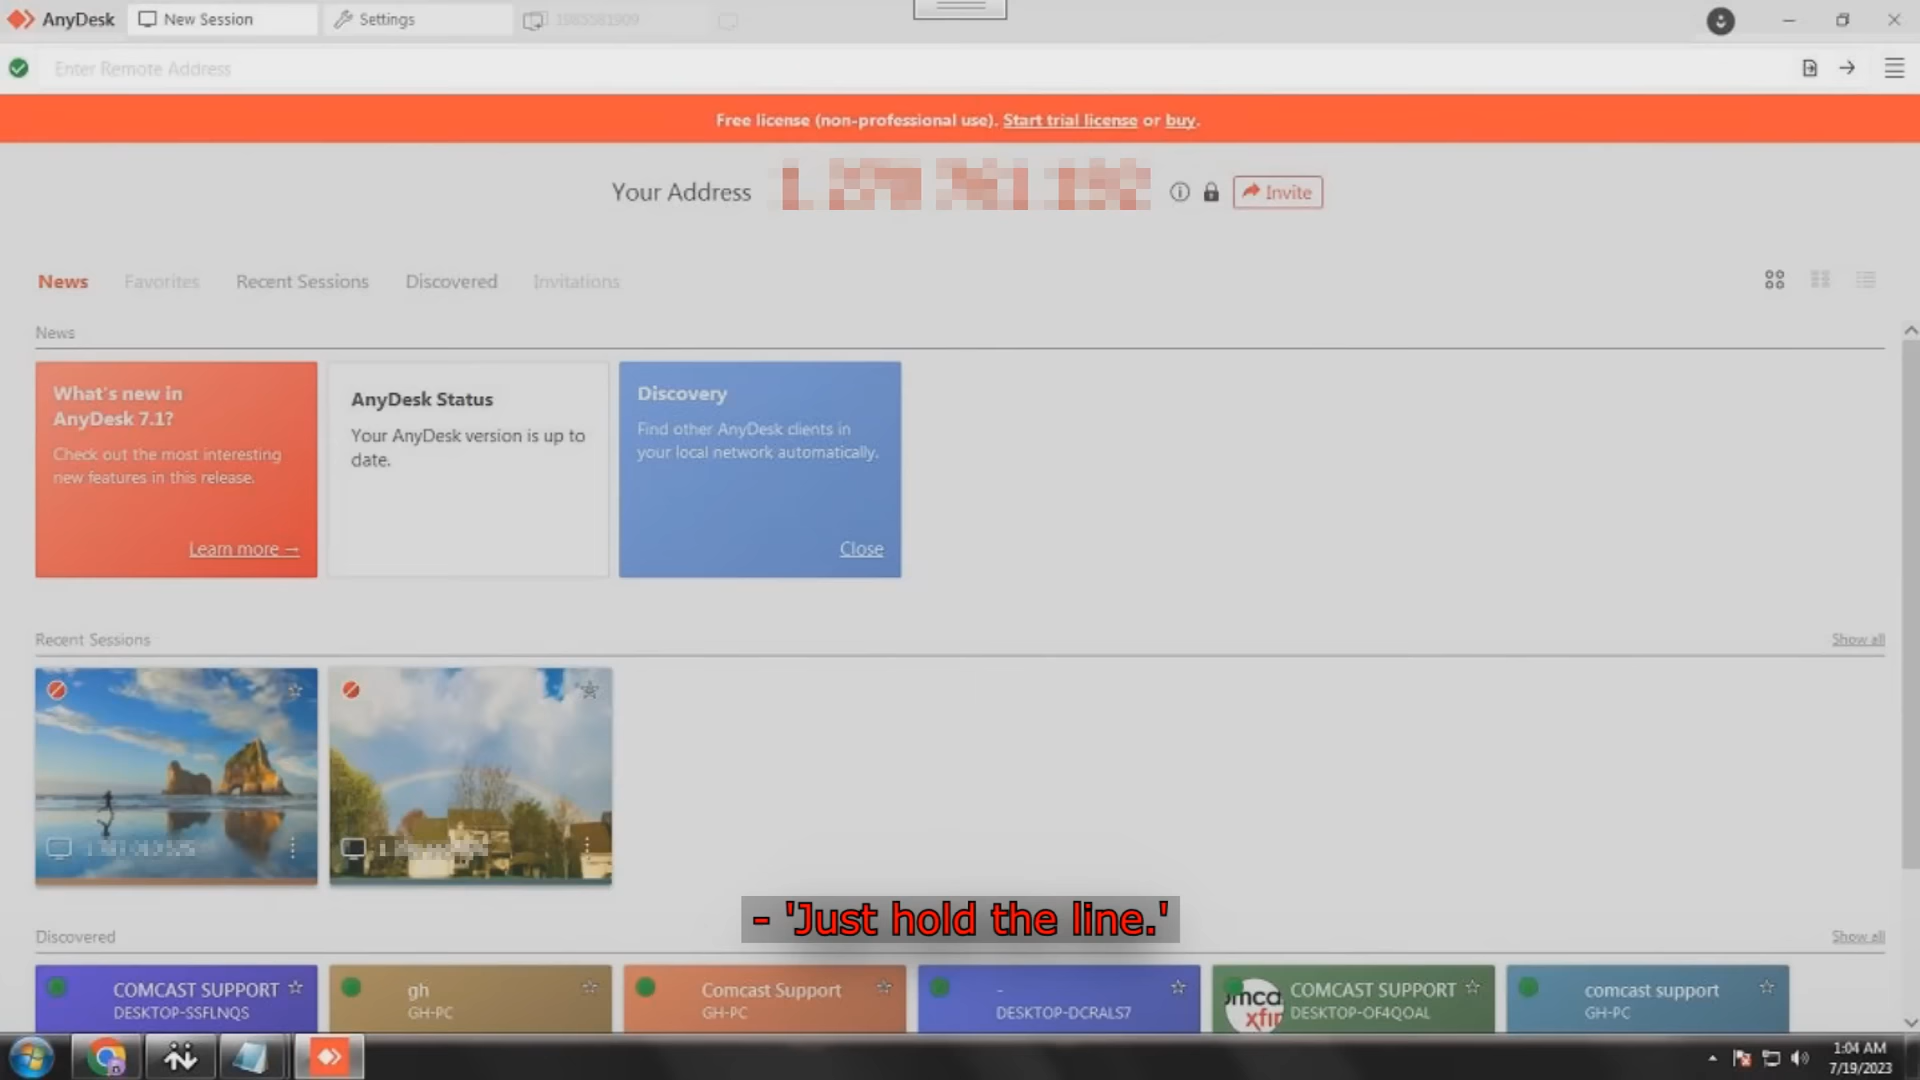 AnyDesk
New Session
Settings
1985581909
Enter Remote Address
Free license (non-professional use). Start trial license or buy.
Your Address
Invite
News
Favorites
Recent Sessions
Discovered
Invitations
News
What's new in
AnyDesk 7.1?
Check out the most interesting
new features in this release.
Learn more →
AnyDesk Status
Your AnyDesk version is up to
date.
Discovery
Find other AnyDesk clients in
your local network automatically.
Close
Recent Sessions
Show all
- 'Just hold the line.'
Discovered
Show all
COMCAST SUPPORT
DESKTOP-SSFLNQS
gh
GH-PC
Comcast Support
GH-PC
-
DESKTOP-DCRALS7
COMCAST SUPPORT
DESKTOP-OF4QOAL
comcast support
GH-PC
1:04 AM
7/19/2023